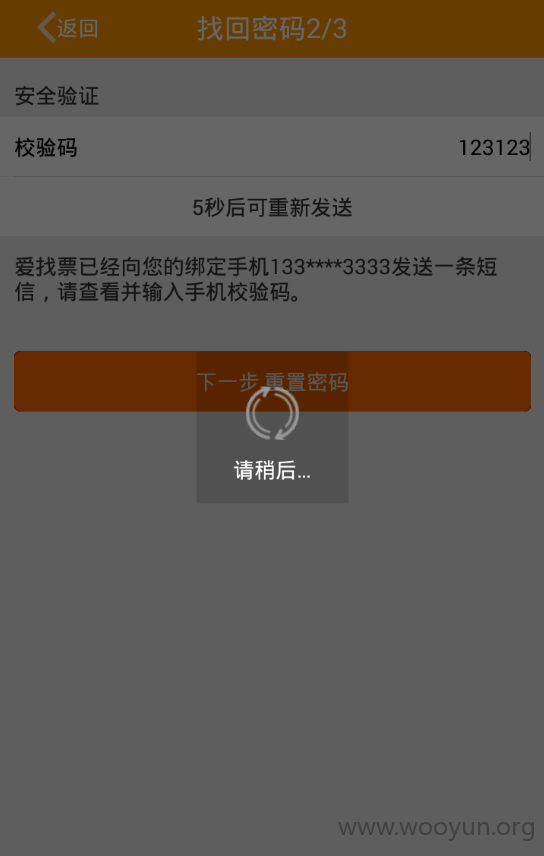 返回 找回密码2/3
安全验证
校验码 123123
5秒后可重新发送
爱找票已经向您的绑定手机133****3333发送一条短
信，请查看并输入手机校验码。
下一步,重置密码
请稍后...
www.wooyun.org